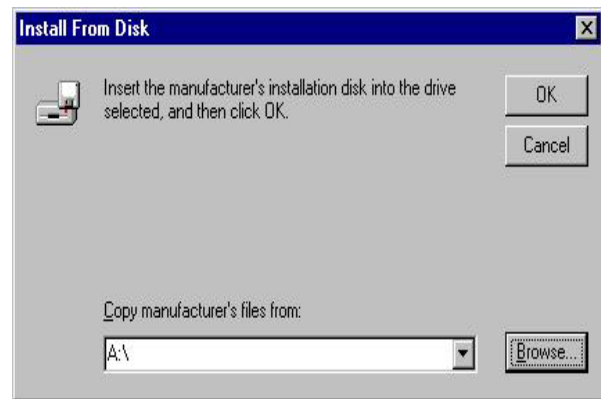 Install From Disk
Insert the manufacturer's installation disk into the drive
selected, and then click OK.
OK
Cancel
Copy manufacturer's files from:
A:\
Browse...